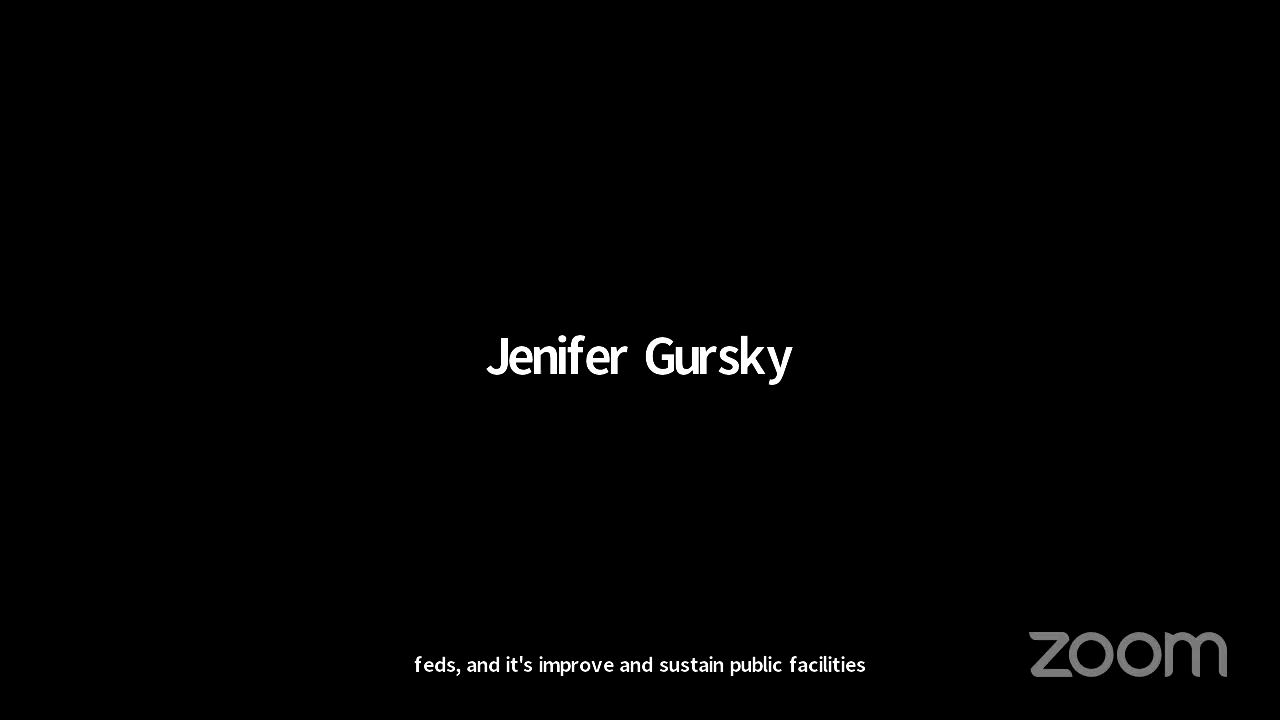 Jenifer Gursky
feds, and it's improve and sustain public facilities
zoom